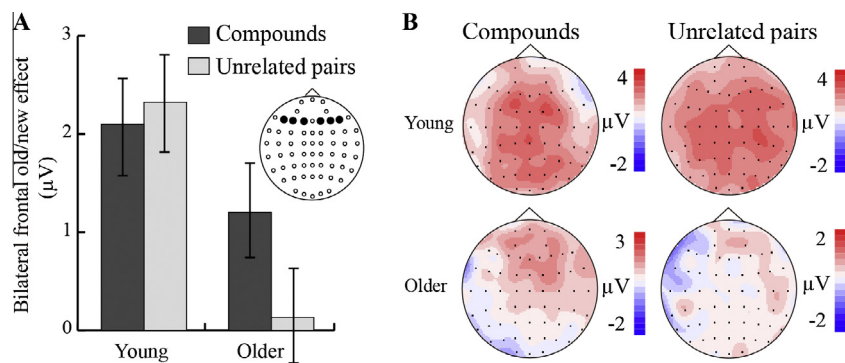 A
Bilateral frontal old/new effect
(µV)
3
2
1
0
Compounds
Unrelated pairs
Young
Older
B
Compounds
Unrelated pairs
Young
4
µV
-2
4
µV
-2
Older
3
µV
-2
2
µV
-2